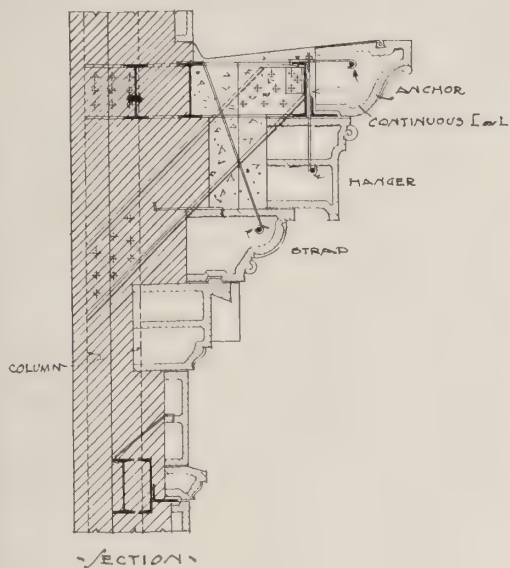 ANCHOR
CONTINUOUS [ or L
HANGER
STRAP
COLUMN
SECTION